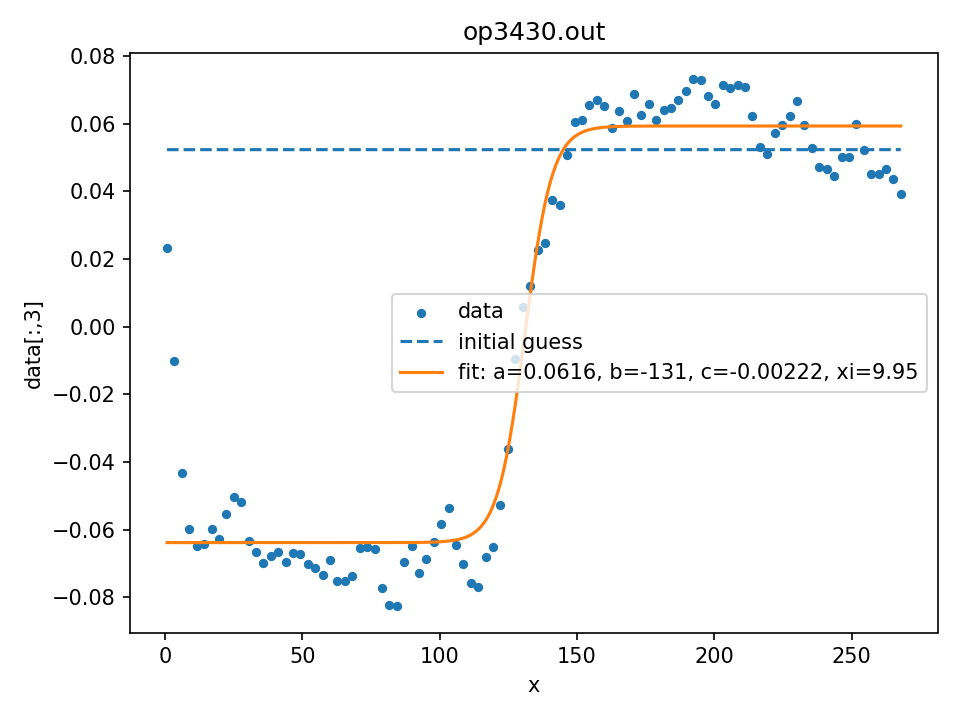 op3430.out
0.08
0.06
0.04
0.02
0.00
−0.02
−0.04
−0.06
−0.08
data[:,3]
data
initial guess
fit: a=0.0616, b=-131, c=-0.00222, xi=9.95
0 50 100 150 200 250
x